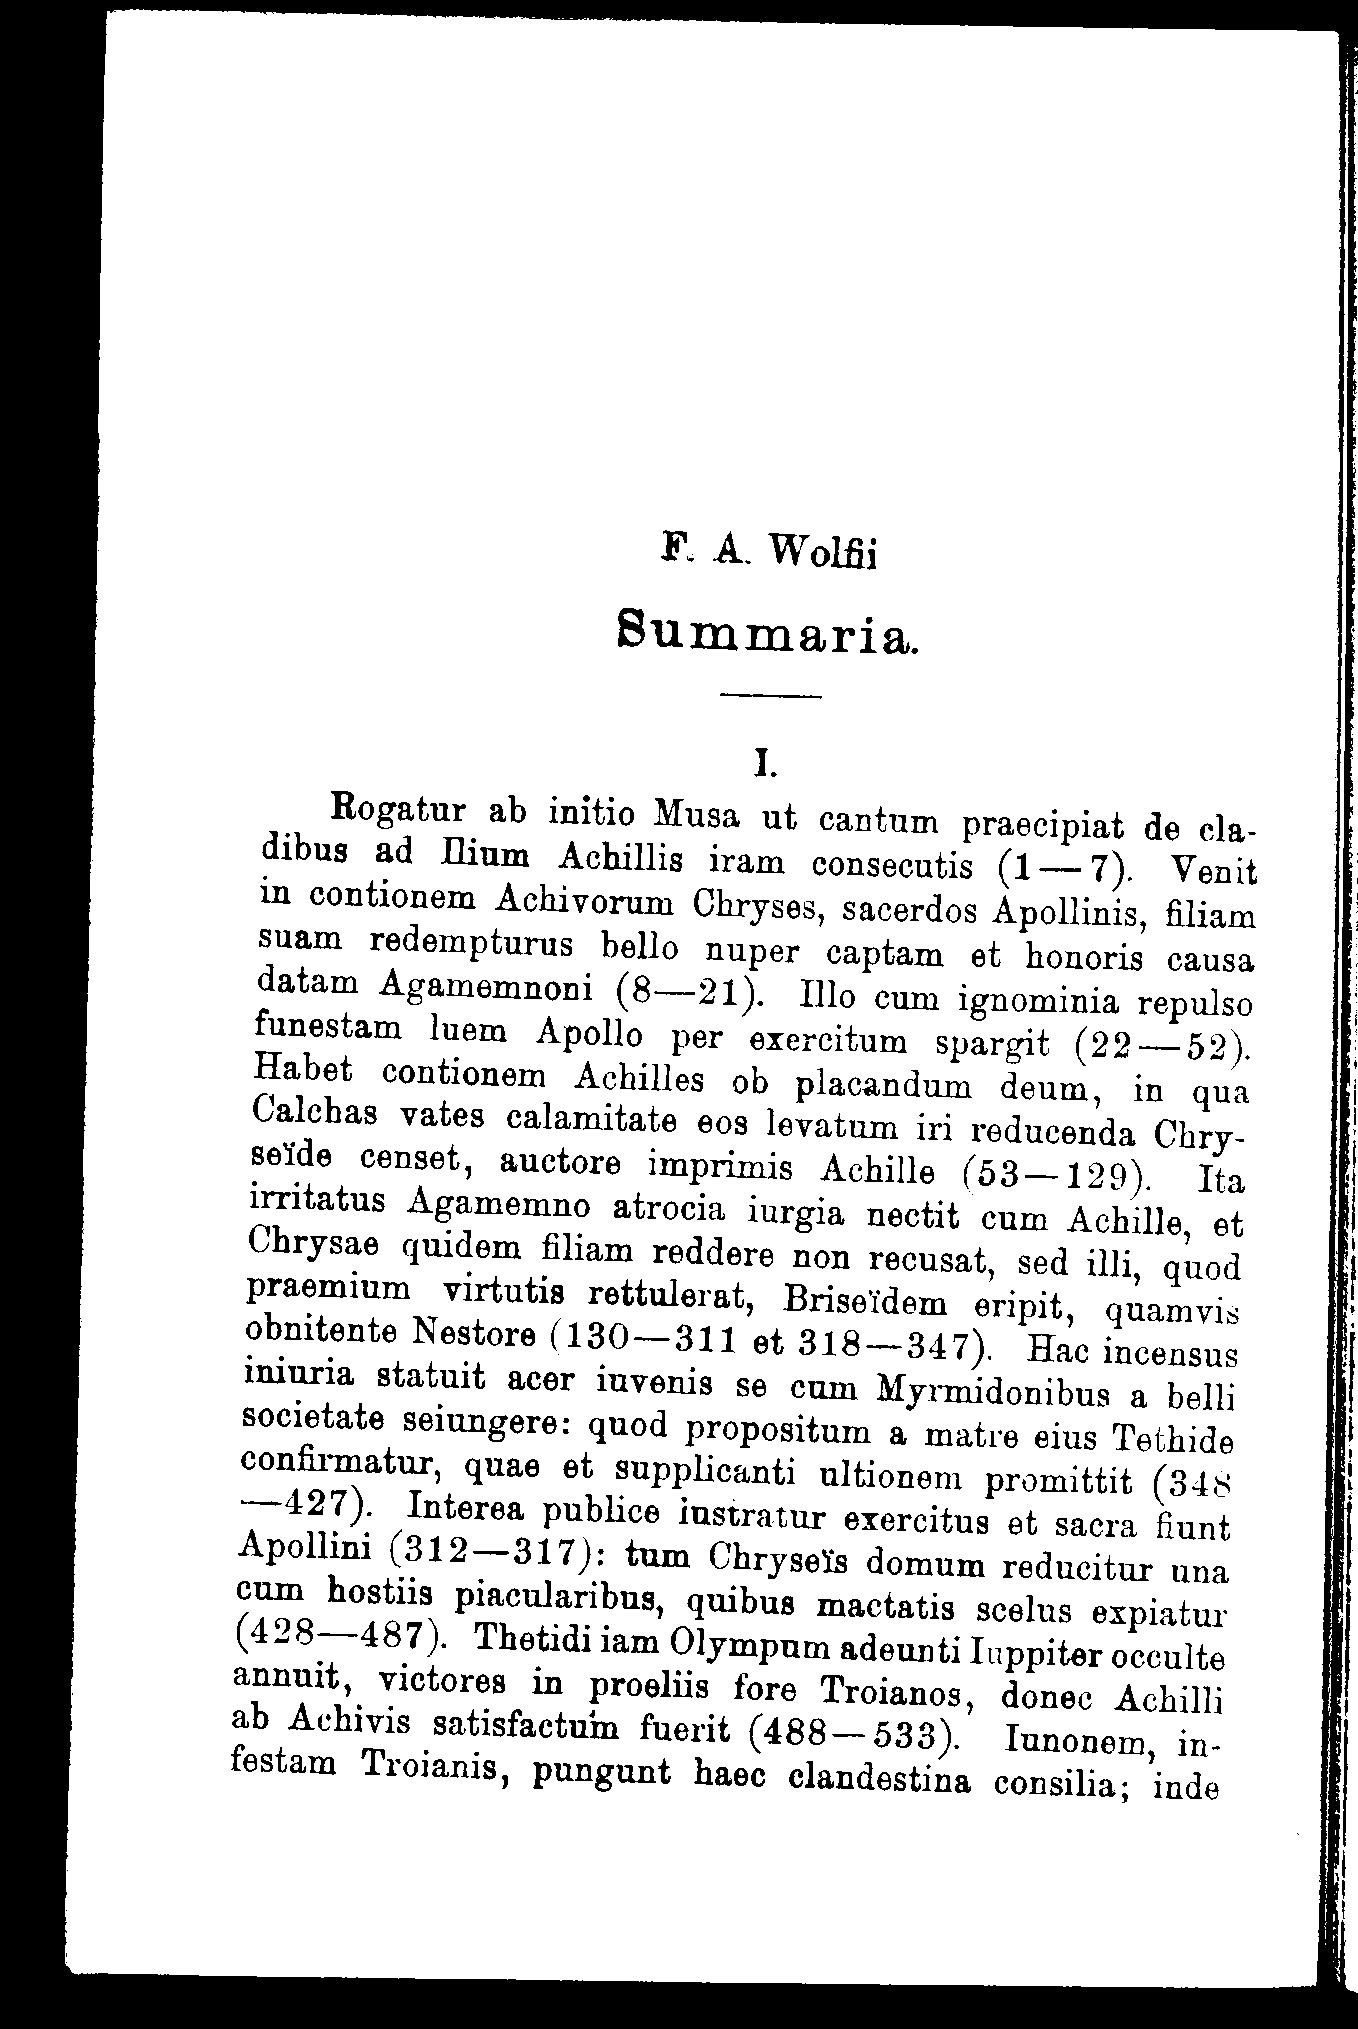 F. A. Wolfii
Summaria.
I.
Rogatur ab initio Musa ut cantum praecipiat de cla-
dibus ad Ilium Achillis iram consecutis (1—7). Venit
in contionem Achivorum Chryses, sacerdos Apollinis, filiam
suam redempturus bello nuper captam et honoris causa
datam Agamemnoni (8—21). Illo cum ignominia repulso
funestam luem Apollo per exercitum spargit (22—52).
Habet contionem Achilles ob placandum deum, in qua
Calchas vates calamitate eos levatum iri reducenda Chry-
seïde censet, auctore imprimis Achille (53—129). Ita
irritatus Agamemno atrocia iurgia nectit cum Achille, et
Chrysae quidem filiam reddere non recusat, sed illi, quod
praemium virtutis rettulerat, Briseïdem eripit, quamvis
obnitente Nestore (130—311 et 318—347). Hac incensus
iniuria statuit acer iuvenis se cum Myrmidonibus a belli
societate seiungere: quod propositum a matre eius Tethide
confirmatur, quae et supplicanti ultionem promittit (348
—427). Interea publice iustratur exercitus et sacra fiunt
Apollini (312—317): tum Chryseïs domum reducitur una
cum hostiis piacularibus, quibus mactatis scelus expiatur
(428—487). Thetidi iam Olympum adeunti Iuppiter occulte
annuit, victores in proeliis fore Troianos, donec Achilli
ab Achivis satisfactum fuerit (488—533). Iunonem, in-
festam Troianis, pungunt haec clandestina consilia; inde